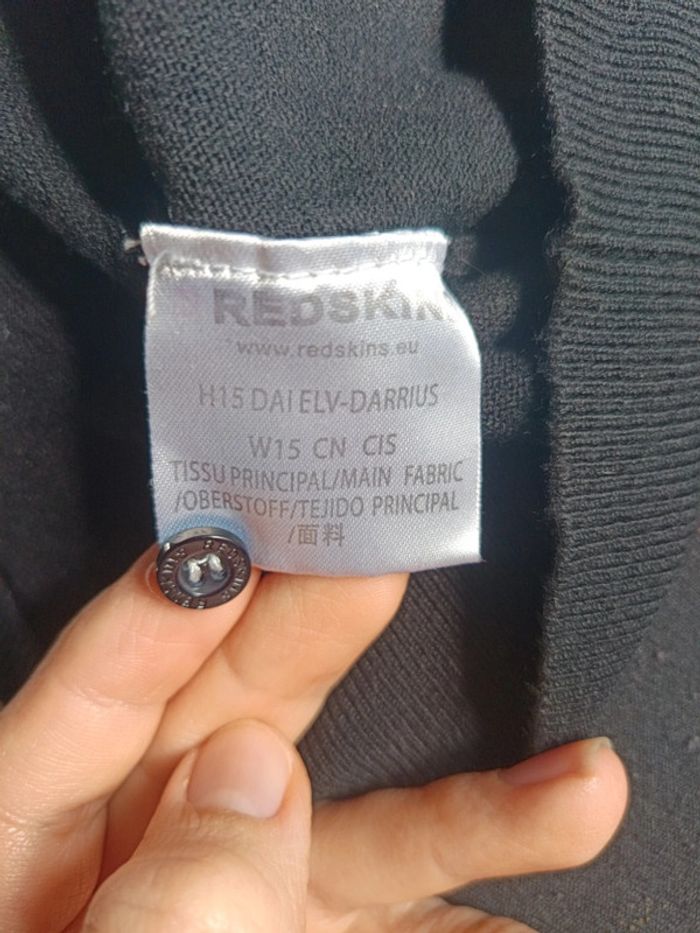 REDSKIN
www.redskins.eu
H15 DAI ELV-DARRIUS
W15 CN CIS
TISSU PRINCIPAL/MAIN FABRIC
/OBERSTOFF/TEJIDO PRINCIPAL
/面料